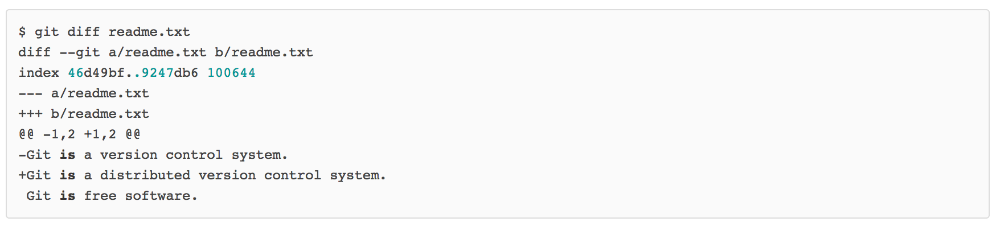 $ git diff readme.txt
diff --git a/readme.txt b/readme.txt
index 46d49bf..9247db6 100644
--- a/readme.txt
+++ b/readme.txt
@@ -1,2 +1,2 @@
-Git is a version control system.
+Git is a distributed version control system.
 Git is free software.